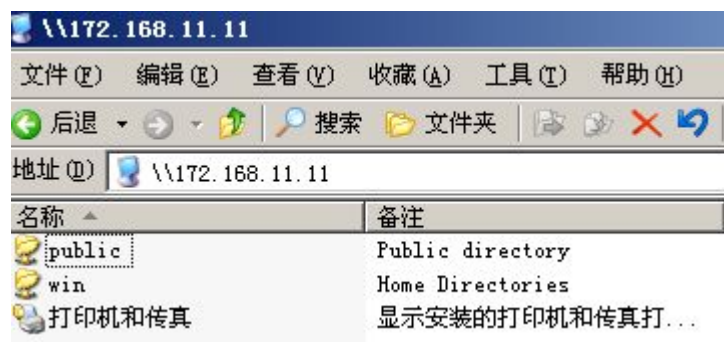 \\172.168.11.11
文件(F) 编辑(E) 查看(V) 收藏(A) 工具(T) 帮助(H)
后退 搜索 文件夹
地址(D) \\172.168.11.11
名称 备注
public Public directory
win Home Directories
打印机和传真 显示安装的打印机和传真打...